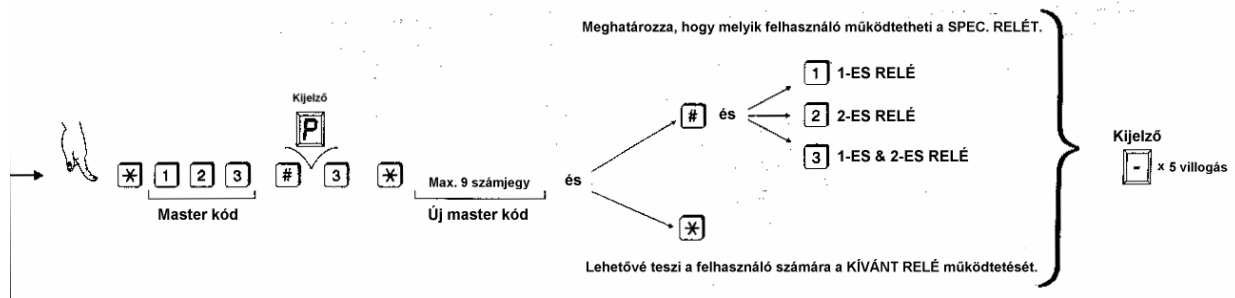 Meghatározza, hogy melyik felhasználó működtetheti a SPEC. RELÉT.
Kijelző
P
* 1 2 3 # 3 *
Master kód
Max. 9 számjegy
Új master kód
és
# és
1 1-ES RELÉ
2 2-ES RELÉ
3 1-ES & 2-ES RELÉ
*
Lehetővé teszi a felhasználó számára a KÍVÁNT RELÉ működtetését.
Kijelző
- x 5 villogás